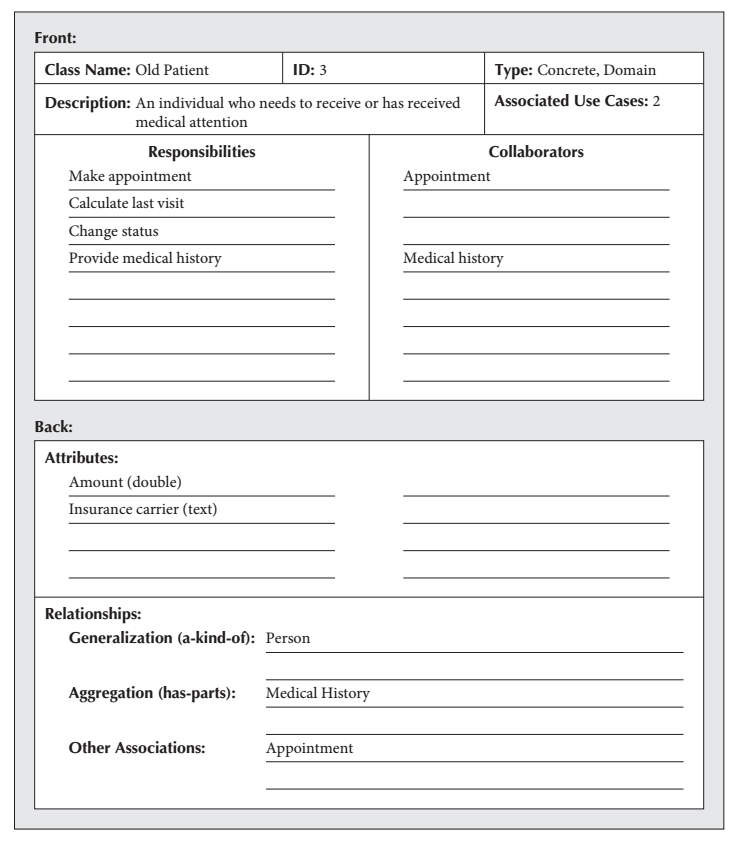 Front:
Class Name: Old Patient
ID: 3
Type: Concrete, Domain
Description: An individual who needs to receive or has received
medical attention
Associated Use Cases: 2
Responsibilities
Collaborators
Make appointment
Appointment
Calculate last visit
Change status
Provide medical history
Medical history
Back:
Attributes:
Amount (double)
Insurance carrier (text)
Relationships:
Generalization (a-kind-of): Person
Aggregation (has-parts): Medical History
Other Associations: Appointment